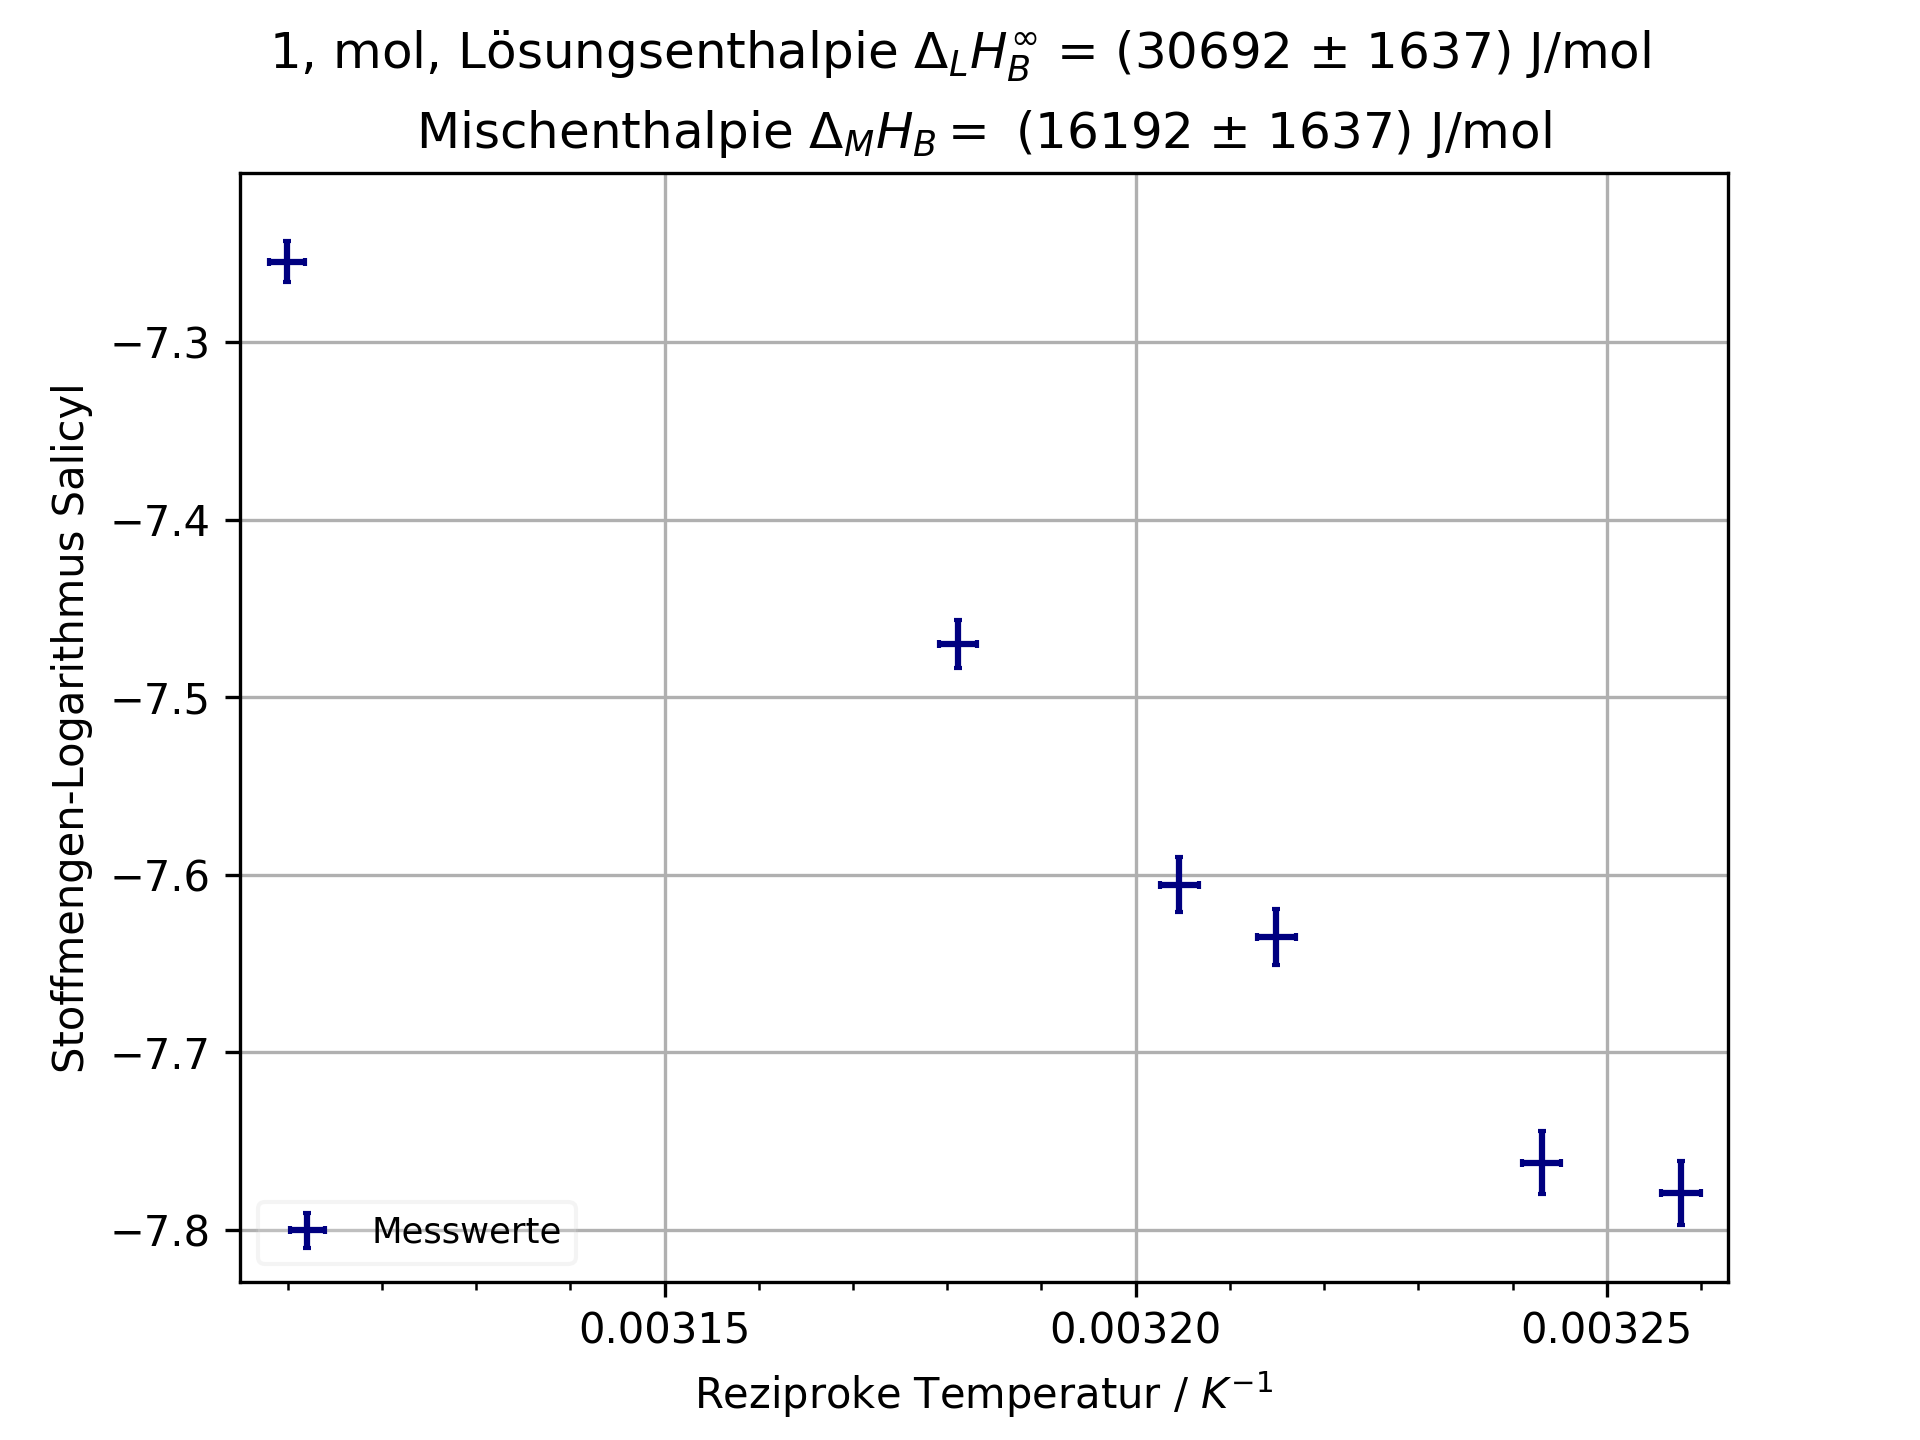 1, mol, Lösungsenthalpie Δ_L H_B^∞ = (30692 ± 1637) J/mol
Mischenthalpie Δ_M H_B = (16192 ± 1637) J/mol
Stoffmengen-Logarithmus Salicyl
−7.3
−7.4
−7.5
−7.6
−7.7
−7.8
Messwerte
0.00315 0.00320 0.00325
Reziproke Temperatur / K⁻¹